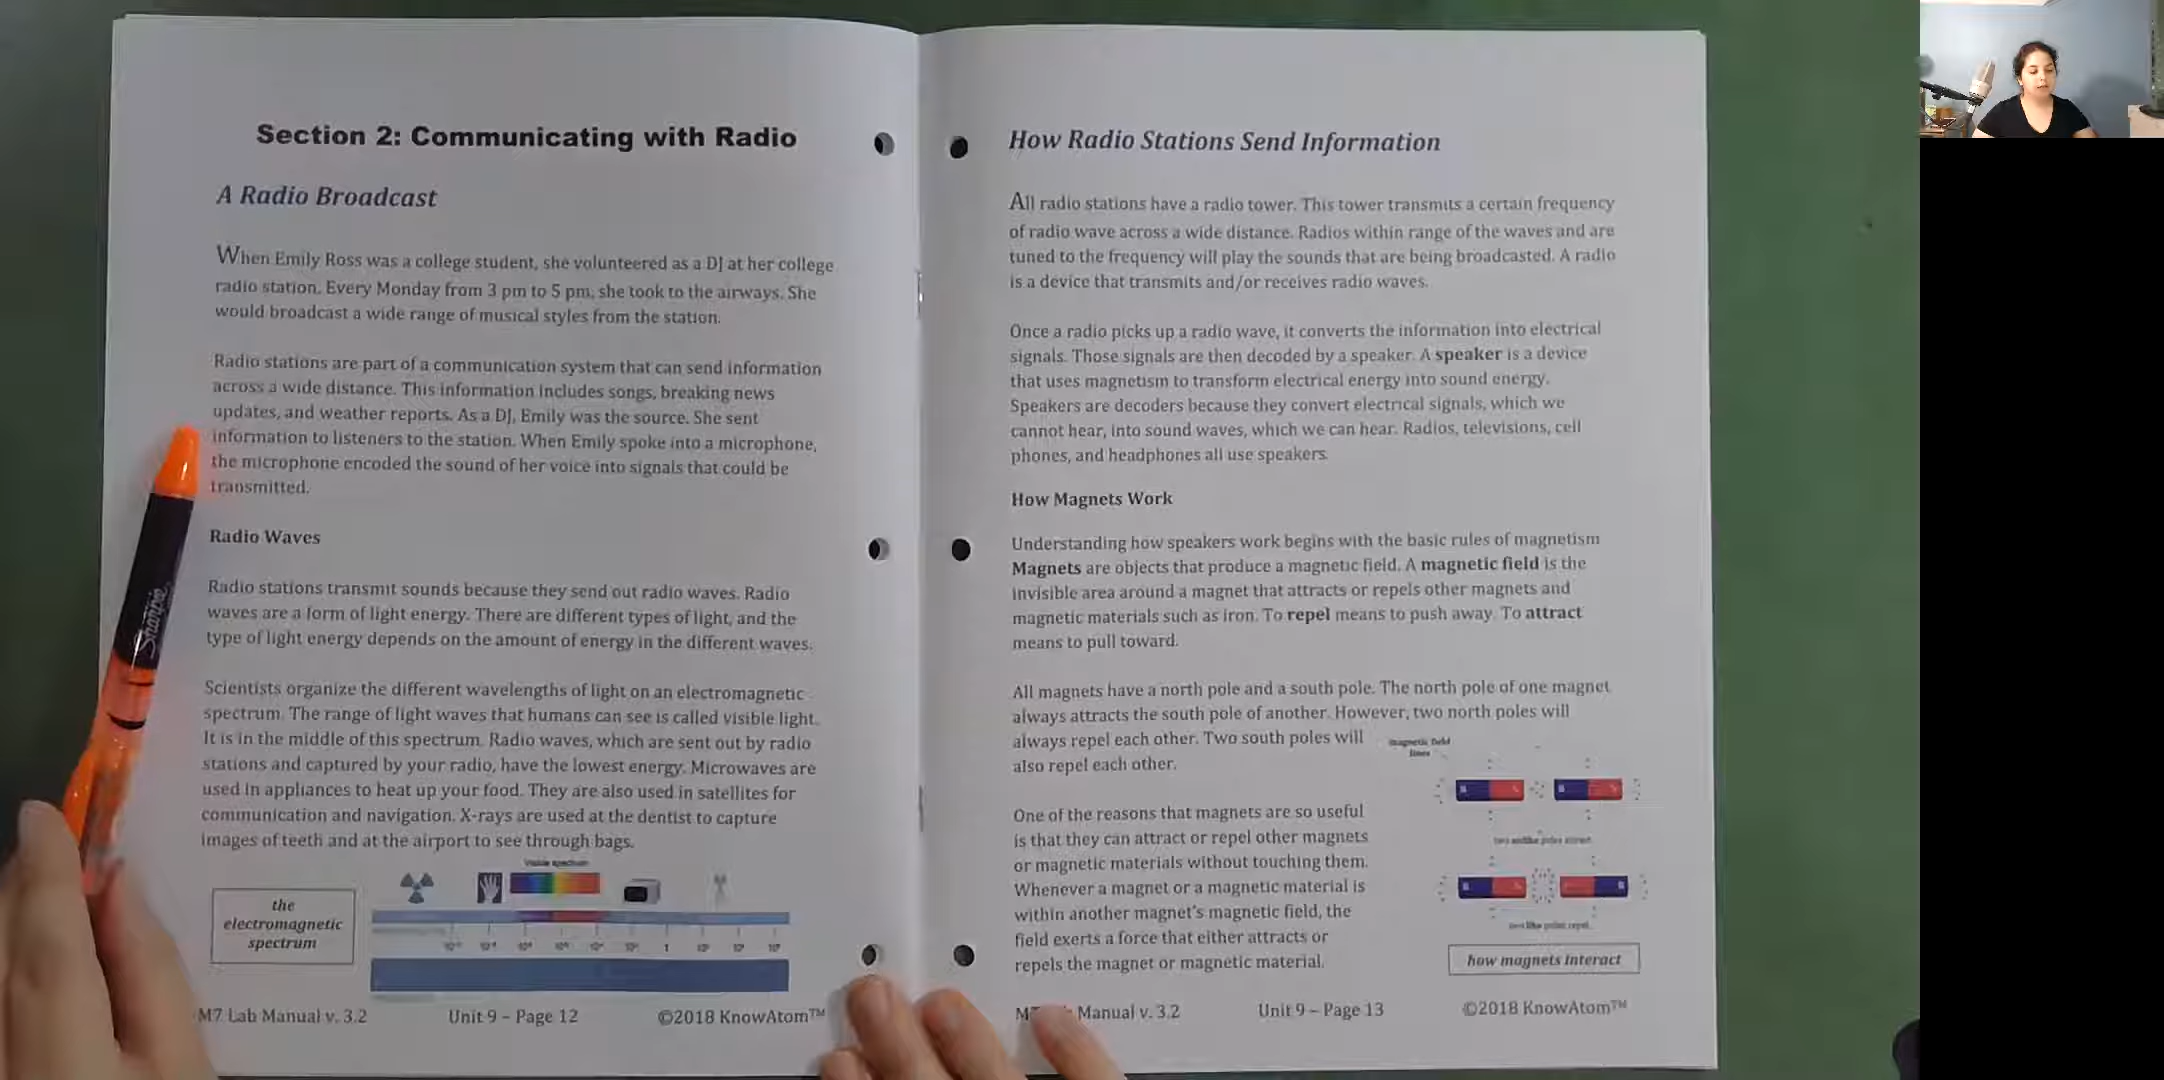 Section 2: Communicating with Radio
A Radio Broadcast
When Emily Ross was a college student, she volunteered as a DJ at her college
radio station. Every Monday from 3 pm to 5 pm, she took to the airways. She
would broadcast a wide range of musical styles from the station.
Radio stations are part of a communication system that can send information
across a wide distance. This information includes songs, breaking news
updates, and weather reports. As a DJ, Emily was the source. She sent
information to listeners to the station. When Emily spoke into a microphone,
the microphone encoded the sound of her voice into signals that could be
transmitted.
Radio Waves
Radio stations transmit sounds because they send out radio waves. Radio
waves are a form of light energy. There are different types of light, and the
type of light energy depends on the amount of energy in the different waves.
Scientists organize the different wavelengths of light on an electromagnetic
spectrum. The range of light waves that humans can see is called visible light.
It is in the middle of this spectrum. Radio waves, which are sent out by radio
stations and captured by your radio, have the lowest energy. Microwaves are
used in appliances to heat up your food. They are also used in satellites for
communication and navigation. X-rays are used at the dentist to capture
images of teeth and at the airport to see through bags.
Visible spectrum
the
electromagnetic
spectrum
1
M7 Lab Manual v. 3.2 Unit 9 – Page 12 ©2018 KnowAtom™
Sharpie
How Radio Stations Send Information
All radio stations have a radio tower. This tower transmits a certain frequency
of radio wave across a wide distance. Radios within range of the waves and are
tuned to the frequency will play the sounds that are being broadcasted. A radio
is a device that transmits and/or receives radio waves.
Once a radio picks up a radio wave, it converts the information into electrical
signals. Those signals are then decoded by a speaker. A speaker is a device
that uses magnetism to transform electrical energy into sound energy.
Speakers are decoders because they convert electrical signals, which we
cannot hear, into sound waves, which we can hear. Radios, televisions, cell
phones, and headphones all use speakers.
How Magnets Work
Understanding how speakers work begins with the basic rules of magnetism
Magnets are objects that produce a magnetic field. A magnetic field is the
invisible area around a magnet that attracts or repels other magnets and
magnetic materials such as iron. To repel means to push away. To attract
means to pull toward.
All magnets have a north pole and a south pole. The north pole of one magnet
always attracts the south pole of another. However, two north poles will
always repel each other. Two south poles will
also repel each other.
magnetic field
lines
One of the reasons that magnets are so useful
is that they can attract or repel other magnets
or magnetic materials without touching them.
Whenever a magnet or a magnetic material is
within another magnet's magnetic field, the
field exerts a force that either attracts or
repels the magnet or magnetic material.
two unlike poles attract
two like poles repel
how magnets interact
Manual v. 3.2 Unit 9 – Page 13 ©2018 KnowAtom™